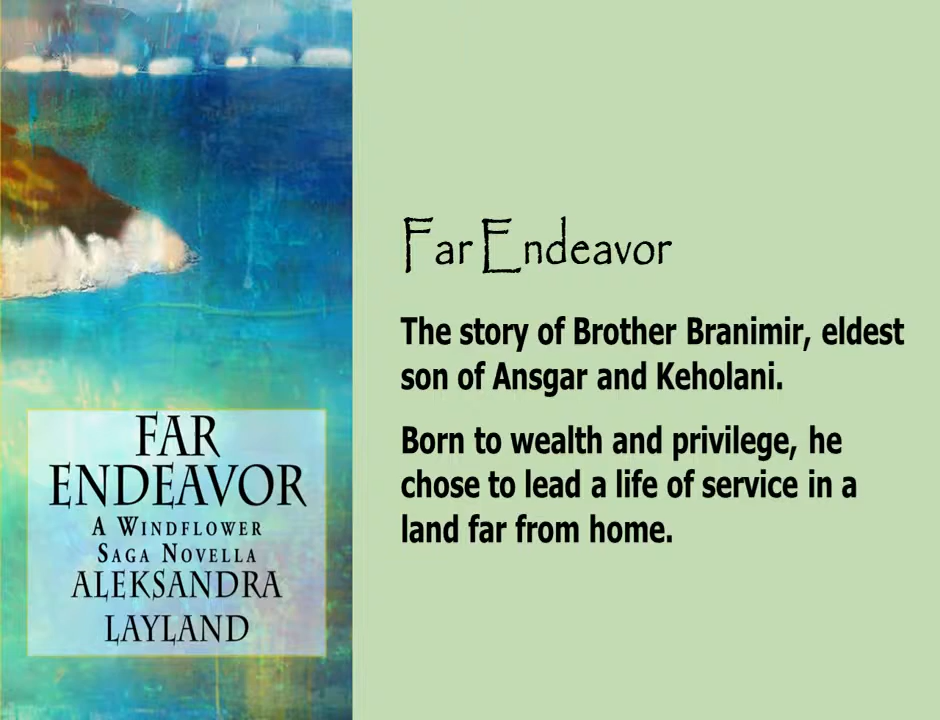 FAR
ENDEAVOR
A WINDFLOWER
SAGA NOVELLA
ALEKSANDRA
LAYLAND
Far Endeavor
The story of Brother Branimir, eldest
son of Ansgar and Keholani.
Born to wealth and privilege, he
chose to lead a life of service in a
land far from home.